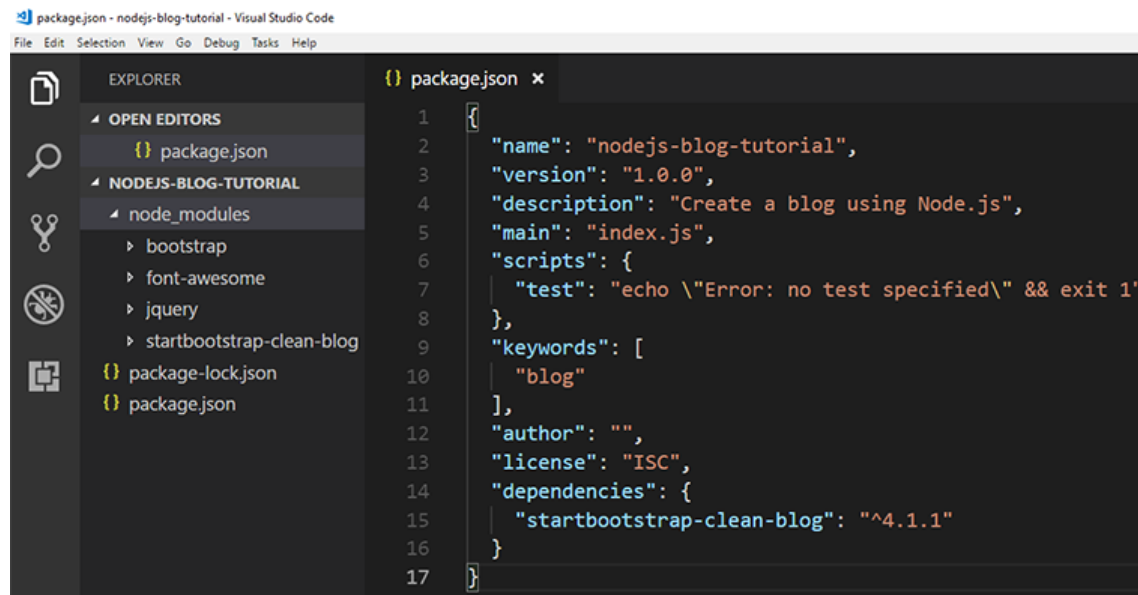 package.json - nodejs-blog-tutorial - Visual Studio Code
File Edit Selection View Go Debug Tasks Help
EXPLORER
OPEN EDITORS
{} package.json
NODEJS-BLOG-TUTORIAL
node_modules
bootstrap
font-awesome
jquery
startbootstrap-clean-blog
{} package-lock.json
{} package.json
{} package.json ×
1 {
2 "name": "nodejs-blog-tutorial",
3 "version": "1.0.0",
4 "description": "Create a blog using Node.js",
5 "main": "index.js",
6 "scripts": {
7 "test": "echo \"Error: no test specified\" && exit 1"
8 },
9 "keywords": [
10 "blog"
11 ],
12 "author": "",
13 "license": "ISC",
14 "dependencies": {
15 "startbootstrap-clean-blog": "^4.1.1"
16 }
17 }